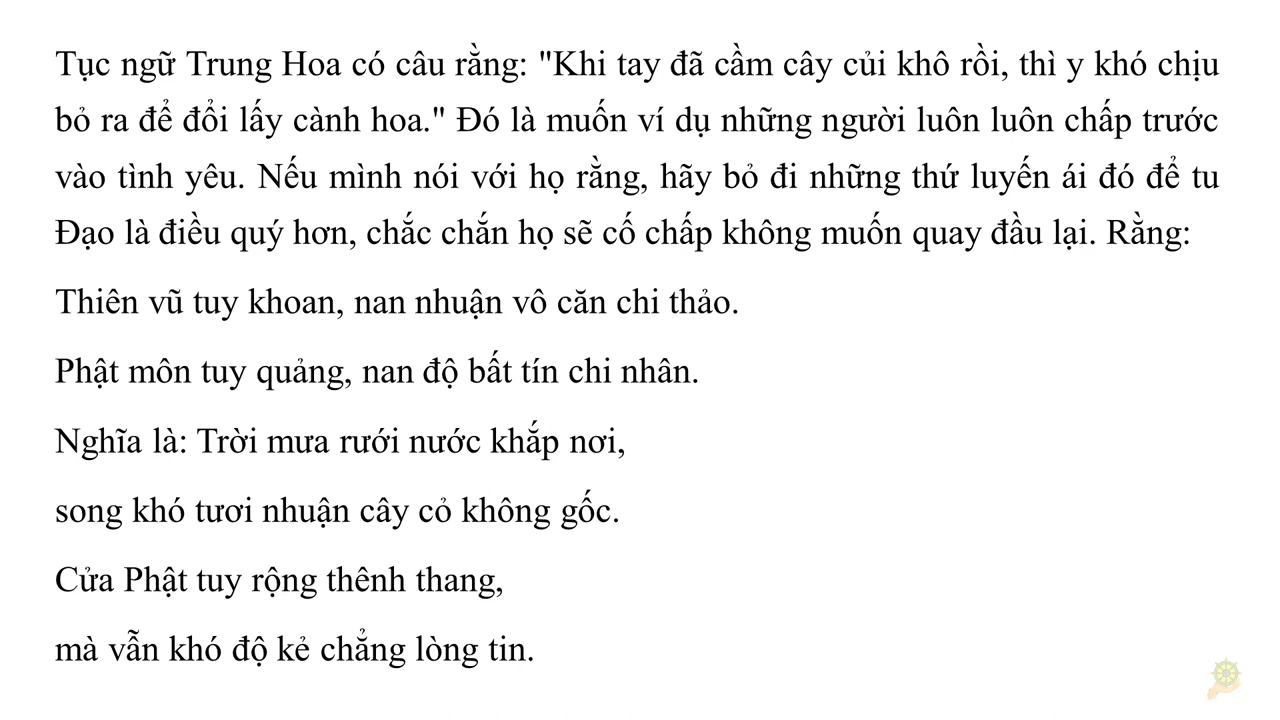 Tục ngữ Trung Hoa có câu rằng: "Khi tay đã cầm cây củi khô rồi, thì y khó chịu
bỏ ra để đổi lấy cành hoa." Đó là muốn ví dụ những người luôn luôn chấp trước
vào tình yêu. Nếu mình nói với họ rằng, hãy bỏ đi những thứ luyến ái đó để tu
Đạo là điều quý hơn, chắc chắn họ sẽ cố chấp không muốn quay đầu lại. Rằng:
Thiên vũ tuy khoan, nan nhuận vô căn chi thảo.
Phật môn tuy quảng, nan độ bất tín chi nhân.
Nghĩa là: Trời mưa rưới nước khắp nơi,
song khó tươi nhuận cây cỏ không gốc.
Cửa Phật tuy rộng thênh thang,
mà vẫn khó độ kẻ chẳng lòng tin.